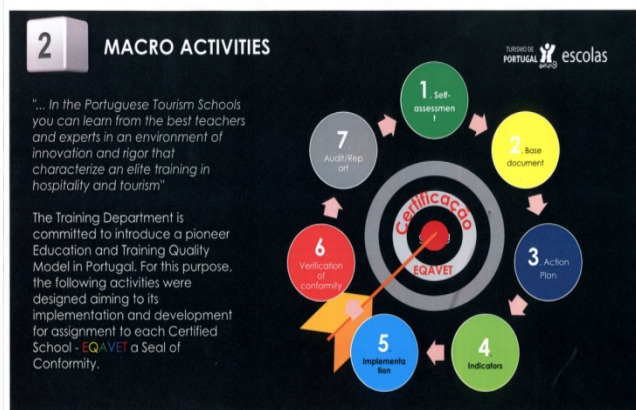 2
MACRO ACTIVITIES
TURISMO DE
PORTUGAL
escolas
"... In the Portuguese Tourism Schools
you can learn from the best teachers
and experts in an environment of
innovation and rigor that
characterize an elite training in
hospitality and tourism"
The Training Department is
committed to introduce a pioneer
Education and Training Quality
Model in Portugal. For this purpose,
the following activities were
designed aiming to its
implementation and development
for assignment to each Certified
School - EQAVET a Seal of
Conformity.
1. Self-
assessmen
t
2. Base
document
3. Action
Plan
4.
Indicators
5
Implementa
tion
6
Verification
of
conformity
7
Audit/Rep
ort
Certificação
EQAVET